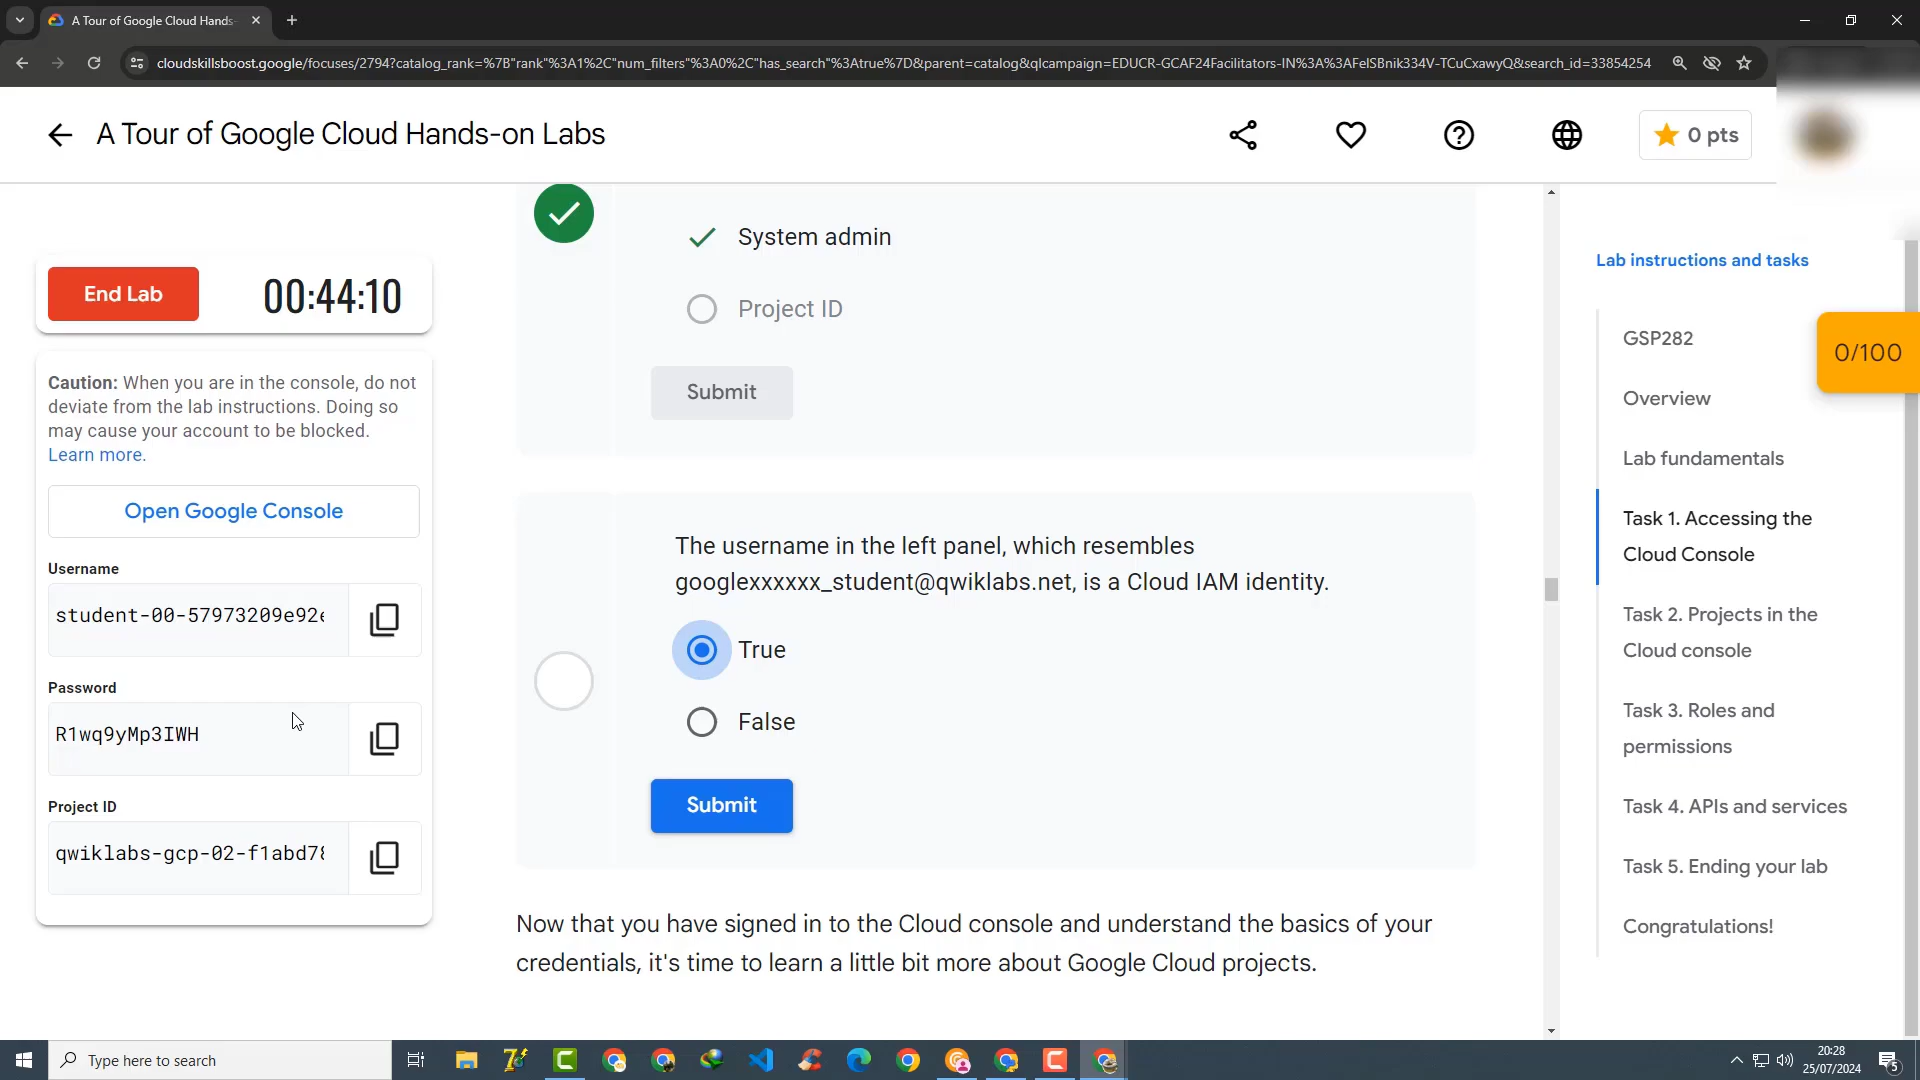 A Tour of Google Cloud Hands-
cloudskillsboost.google/focuses/2794?catalog_rank=%7B"rank"%3A1%2C"num_filters"%3A0%2C"has_search"%3Atrue%7D&parent=catalog&qlcampaign=EDUCR-GCAF24Facilitators-IN%3A%3AFelSBnik334V-TCuCxawyQ&search_id=33854254
A Tour of Google Cloud Hands-on Labs
0 pts
End Lab
00:44:10
Caution: When you are in the console, do not
deviate from the lab instructions. Doing so
may cause your account to be blocked.
Learn more.
Open Google Console
Username
student-00-57973209e92e
Password
R1wq9yMp3IWH
Project ID
qwiklabs-gcp-02-f1abd78
System admin
Project ID
Submit
The username in the left panel, which resembles
googlexxxxxx_student@qwiklabs.net, is a Cloud IAM identity.
True
False
Submit
Now that you have signed in to the Cloud console and understand the basics of your
credentials, it's time to learn a little bit more about Google Cloud projects.
Lab instructions and tasks
GSP282
0/100
Overview
Lab fundamentals
Task 1. Accessing the
Cloud Console
Task 2. Projects in the
Cloud console
Task 3. Roles and
permissions
Task 4. APIs and services
Task 5. Ending your lab
Congratulations!
Type here to search
20:28
25/07/2024
5